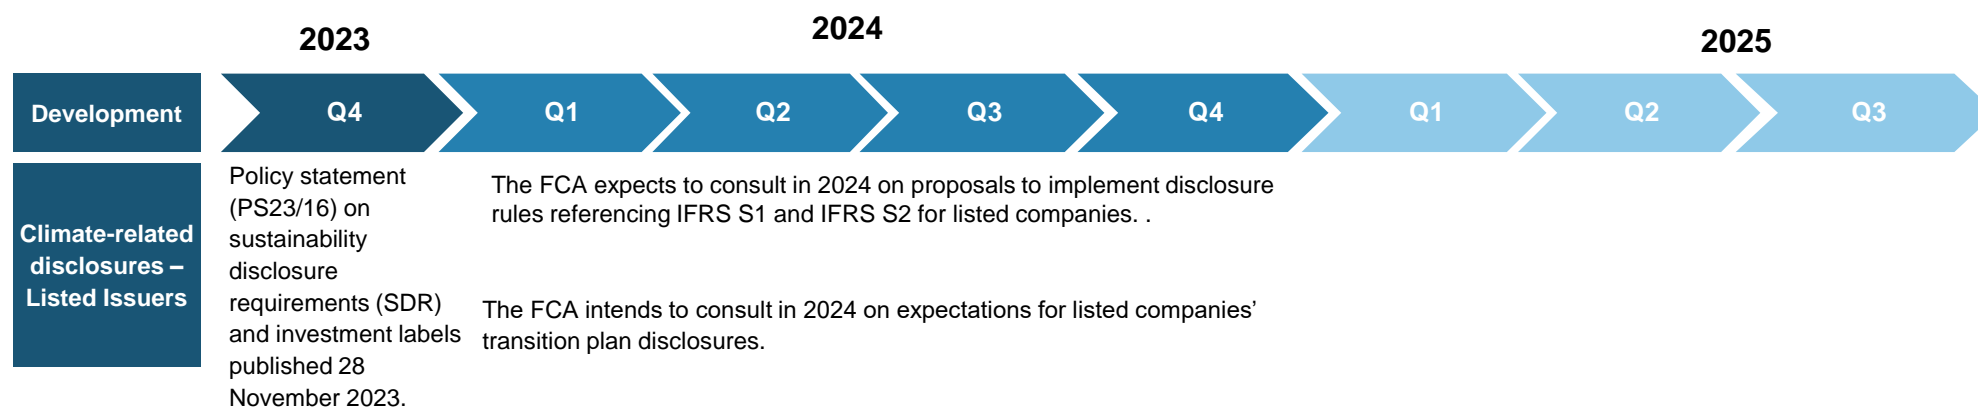 2023
2024
2025
Development
Q4
Q1
Q2
Q3
Q4
Q1
Q2
Q3
Climate-related
disclosures –
Listed Issuers
Policy statement
(PS23/16) on
sustainability
disclosure
requirements (SDR)
and investment labels
published 28
November 2023.
The FCA expects to consult in 2024 on proposals to implement disclosure
rules referencing IFRS S1 and IFRS S2 for listed companies. .
The FCA intends to consult in 2024 on expectations for listed companies’
transition plan disclosures.